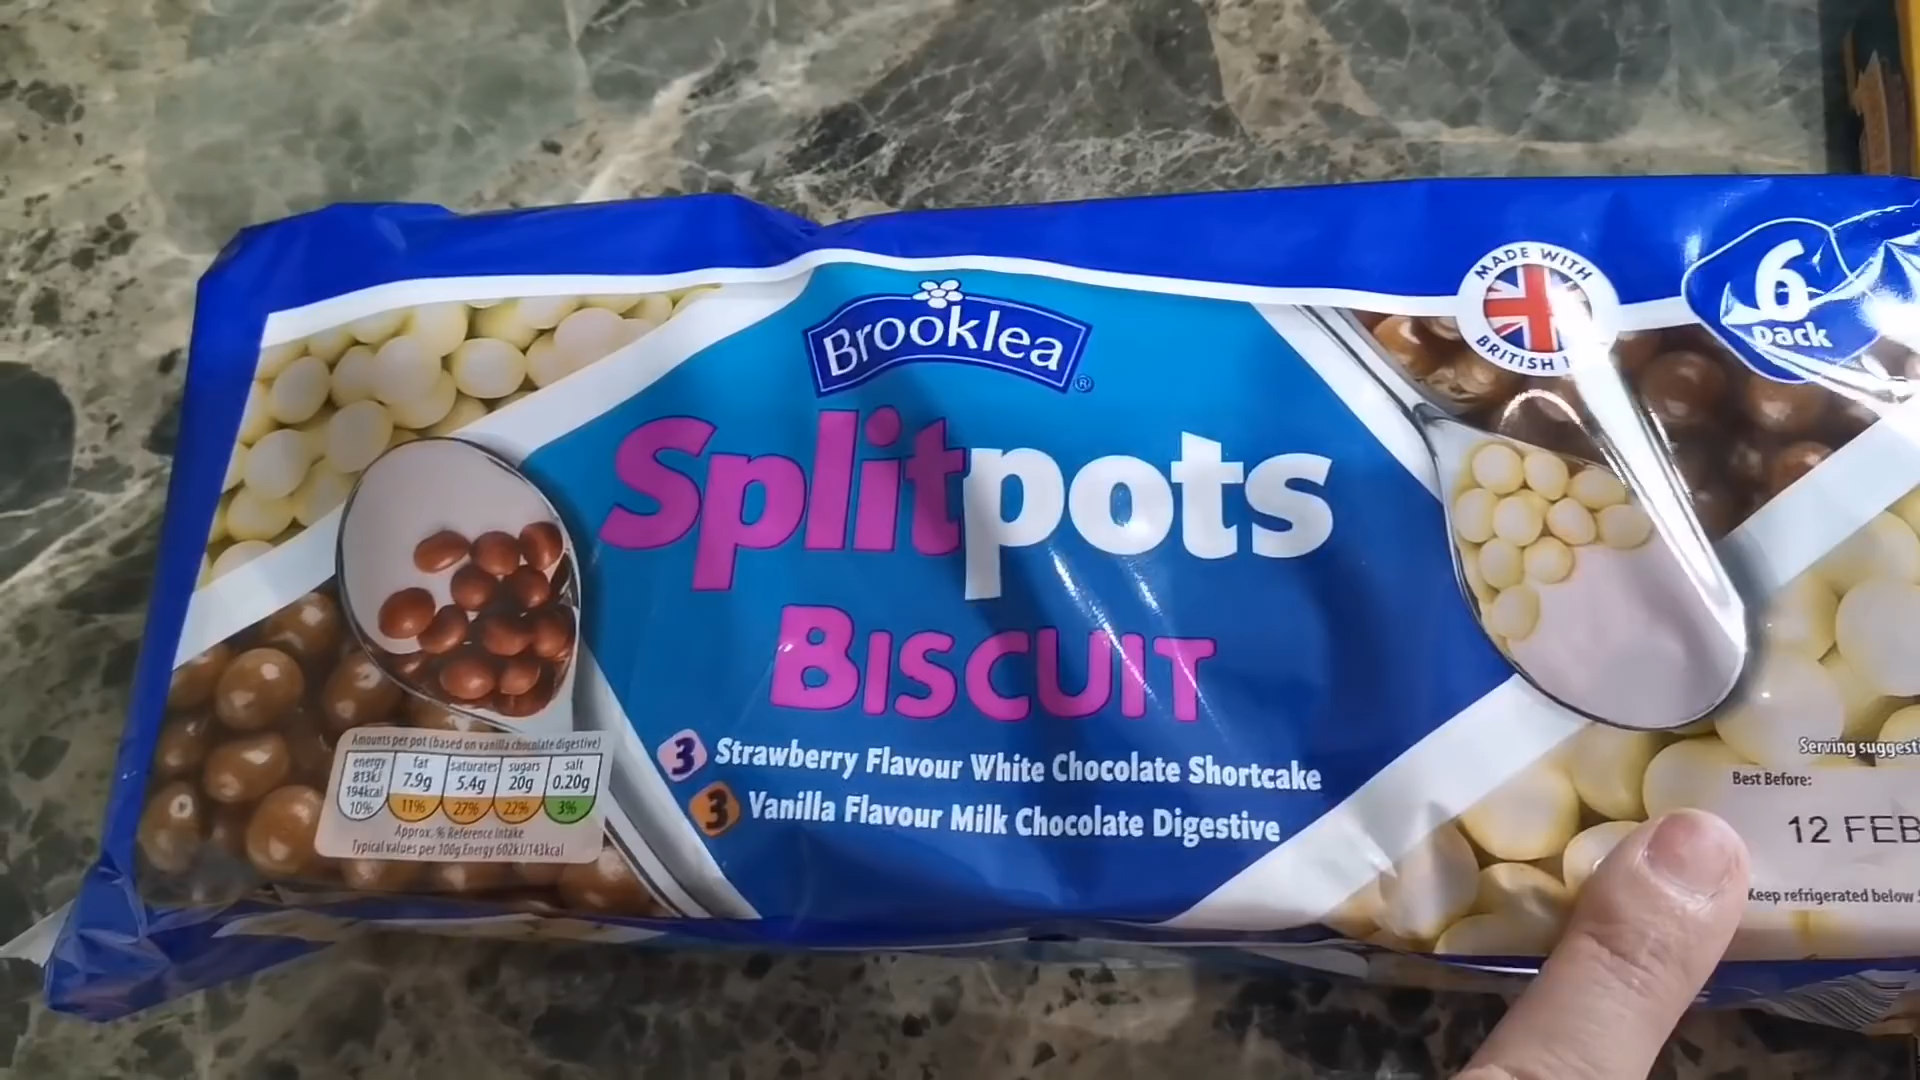 Brooklea
®
Splitpots
BISCUIT
3 Strawberry Flavour White Chocolate Shortcake
3 Vanilla Flavour Milk Chocolate Digestive
MADE WITH
BRITISH
6
pack
Amounts per pot (based on vanilla chocolate digestive)
energy 813kJ 194kcal 10%
fat 7.9g 11%
saturates 5.4g 27%
sugars 20g 22%
salt 0.20g 3%
Approx. % Reference Intake
Typical values per 100g Energy 602kJ/143kcal
Serving
Best Before:
12 FEB
Keep refrigerated below